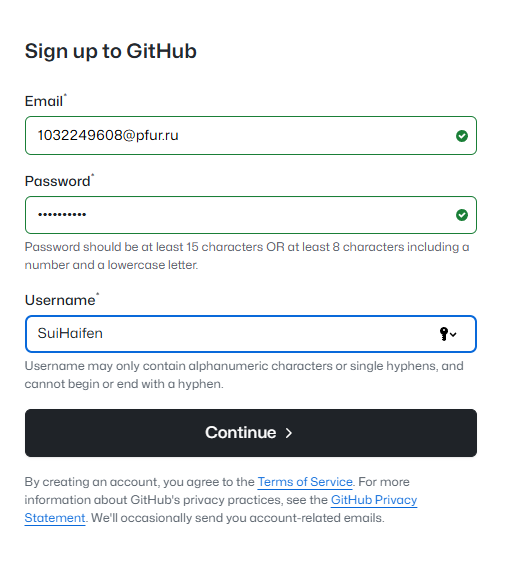 Sign up to GitHub
Email*
1032249608@pfur.ru
Password*
••••••••••
Password should be at least 15 characters OR at least 8 characters including a
number and a lowercase letter.
Username*
SuiHaifen
Username may only contain alphanumeric characters or single hyphens, and
cannot begin or end with a hyphen.
Continue >
By creating an account, you agree to the Terms of Service. For more
information about GitHub's privacy practices, see the GitHub Privacy
Statement. We'll occasionally send you account-related emails.